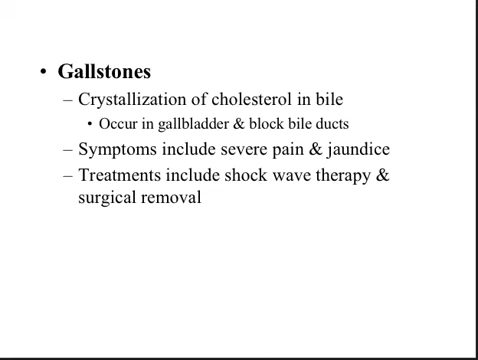 • Gallstones
– Crystallization of cholesterol in bile
• Occur in gallbladder & block bile ducts
– Symptoms include severe pain & jaundice
– Treatments include shock wave therapy &
surgical removal